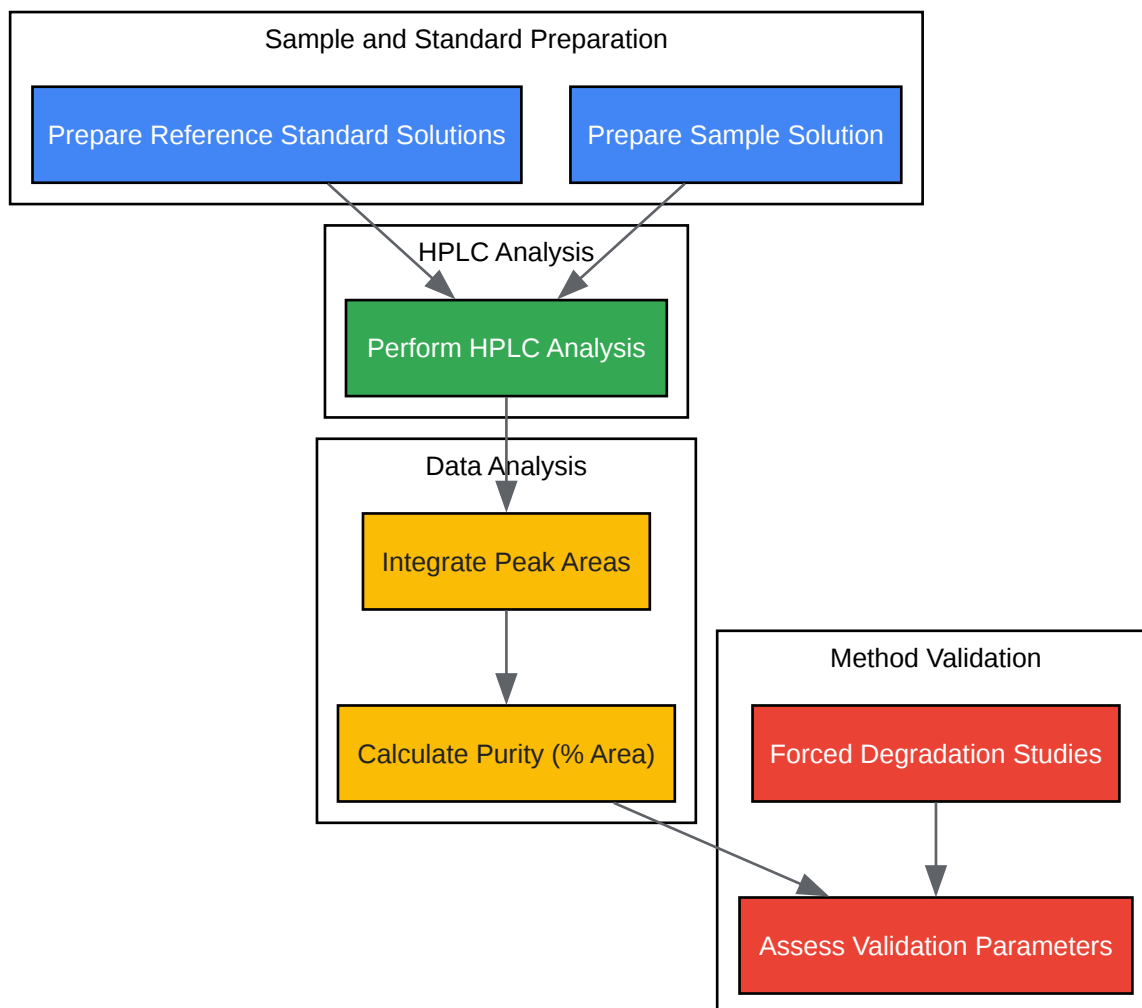 Sample and Standard Preparation
Prepare Reference Standard Solutions
Prepare Sample Solution
HPLC Analysis
Perform HPLC Analysis
Data Analysis
Integrate Peak Areas
Method Validation
Calculate Purity (% Area)
Forced Degradation Studies
Assess Validation Parameters